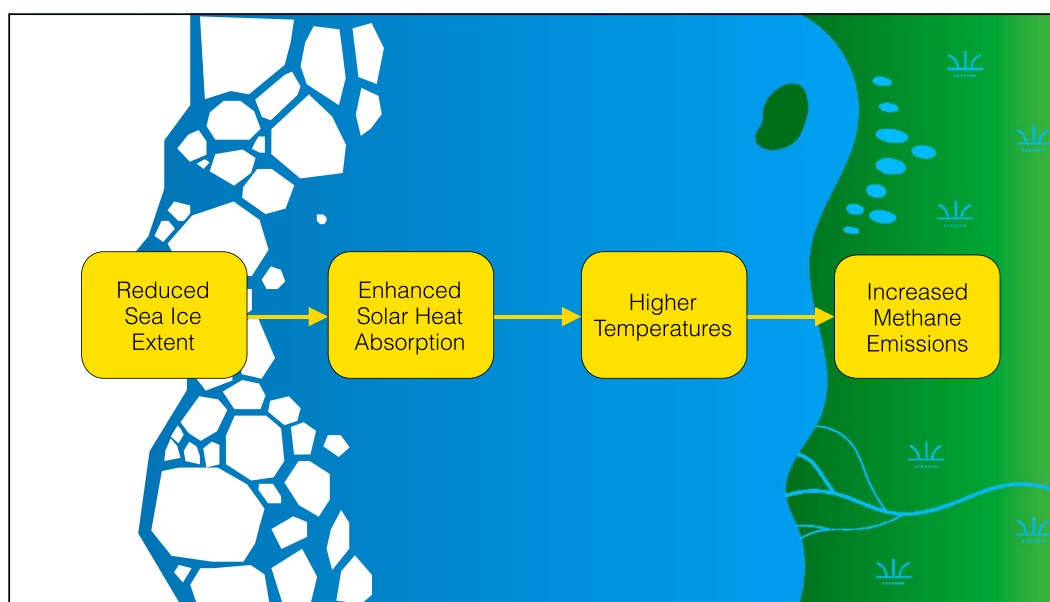 Reduced
Sea Ice
Extent
Enhanced
Solar Heat
Absorption
Higher
Temperatures
Increased
Methane
Emissions